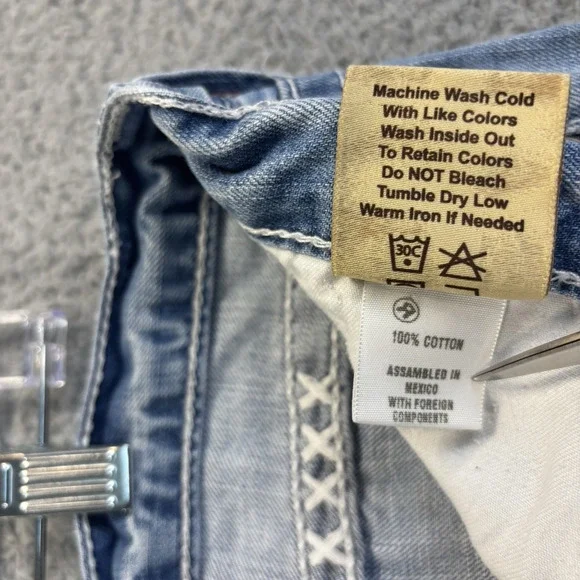 Machine Wash Cold
With Like Colors
Wash Inside Out
To Retain Colors
Do NOT Bleach
Tumble Dry Low
Warm Iron If Needed
30C
100% COTTON
ASSEMBLED IN
MEXICO
WITH FOREIGN
COMPONENTS